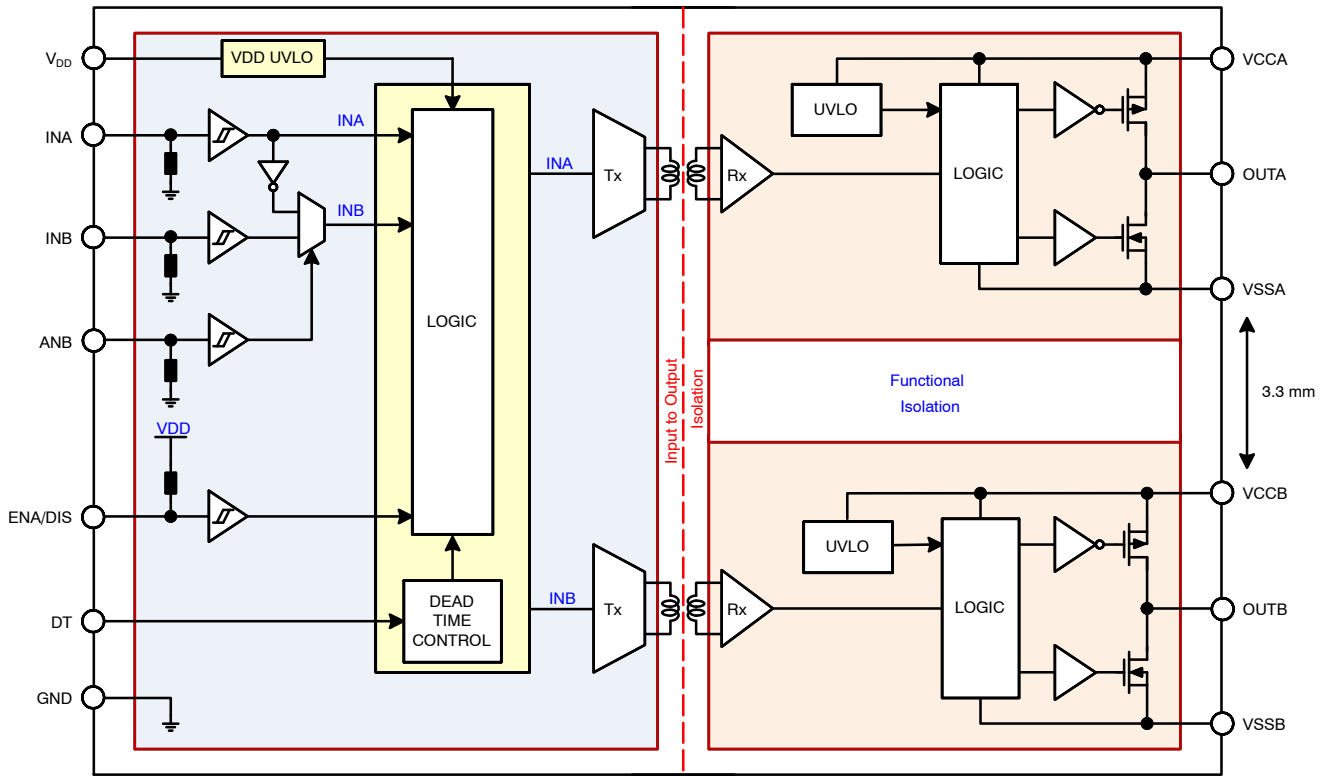 VDD
VDD UVLO
INA
INA
INB
INB
ANB
VDD
ENA/DIS
DT
GND
LOGIC
DEAD
TIME
CONTROL
INA
Tx
INB
Tx
Input to Output
Isolation
Rx
UVLO
LOGIC
VCCA
OUTA
VSSA
Functional
Isolation
3.3 mm
Rx
UVLO
LOGIC
VCCB
OUTB
VSSB